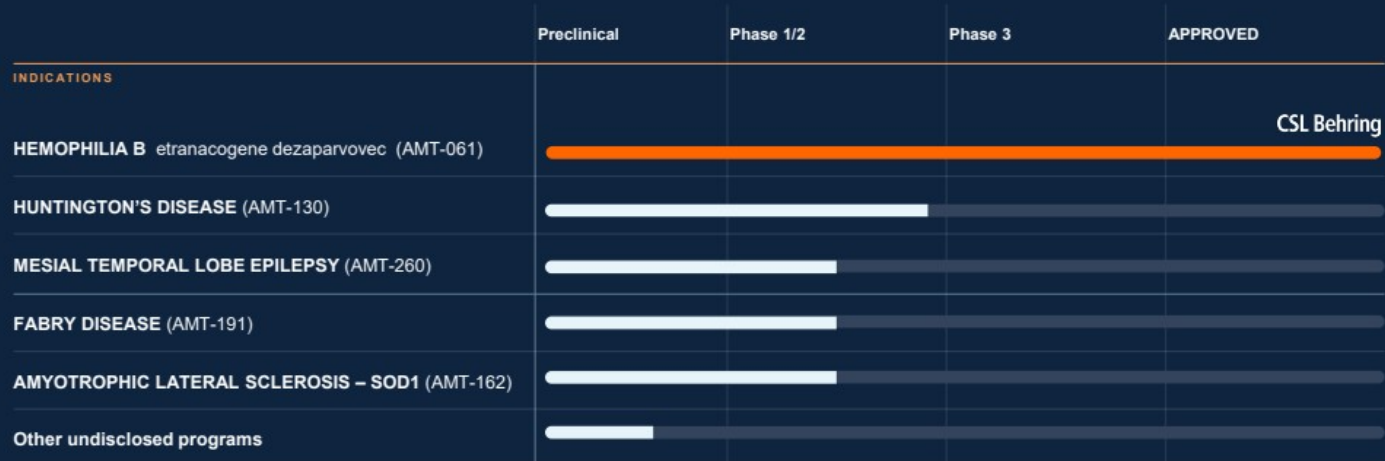 Preclinical Phase 1/2 Phase 3 APPROVED
INDICATIONS
CSL Behring
HEMOPHILIA B etranacogene dezaparvovec (AMT-061)
HUNTINGTON’S DISEASE (AMT-130)
MESIAL TEMPORAL LOBE EPILEPSY (AMT-260)
FABRY DISEASE (AMT-191)
AMYOTROPHIC LATERAL SCLEROSIS – SOD1 (AMT-162)
Other undisclosed programs